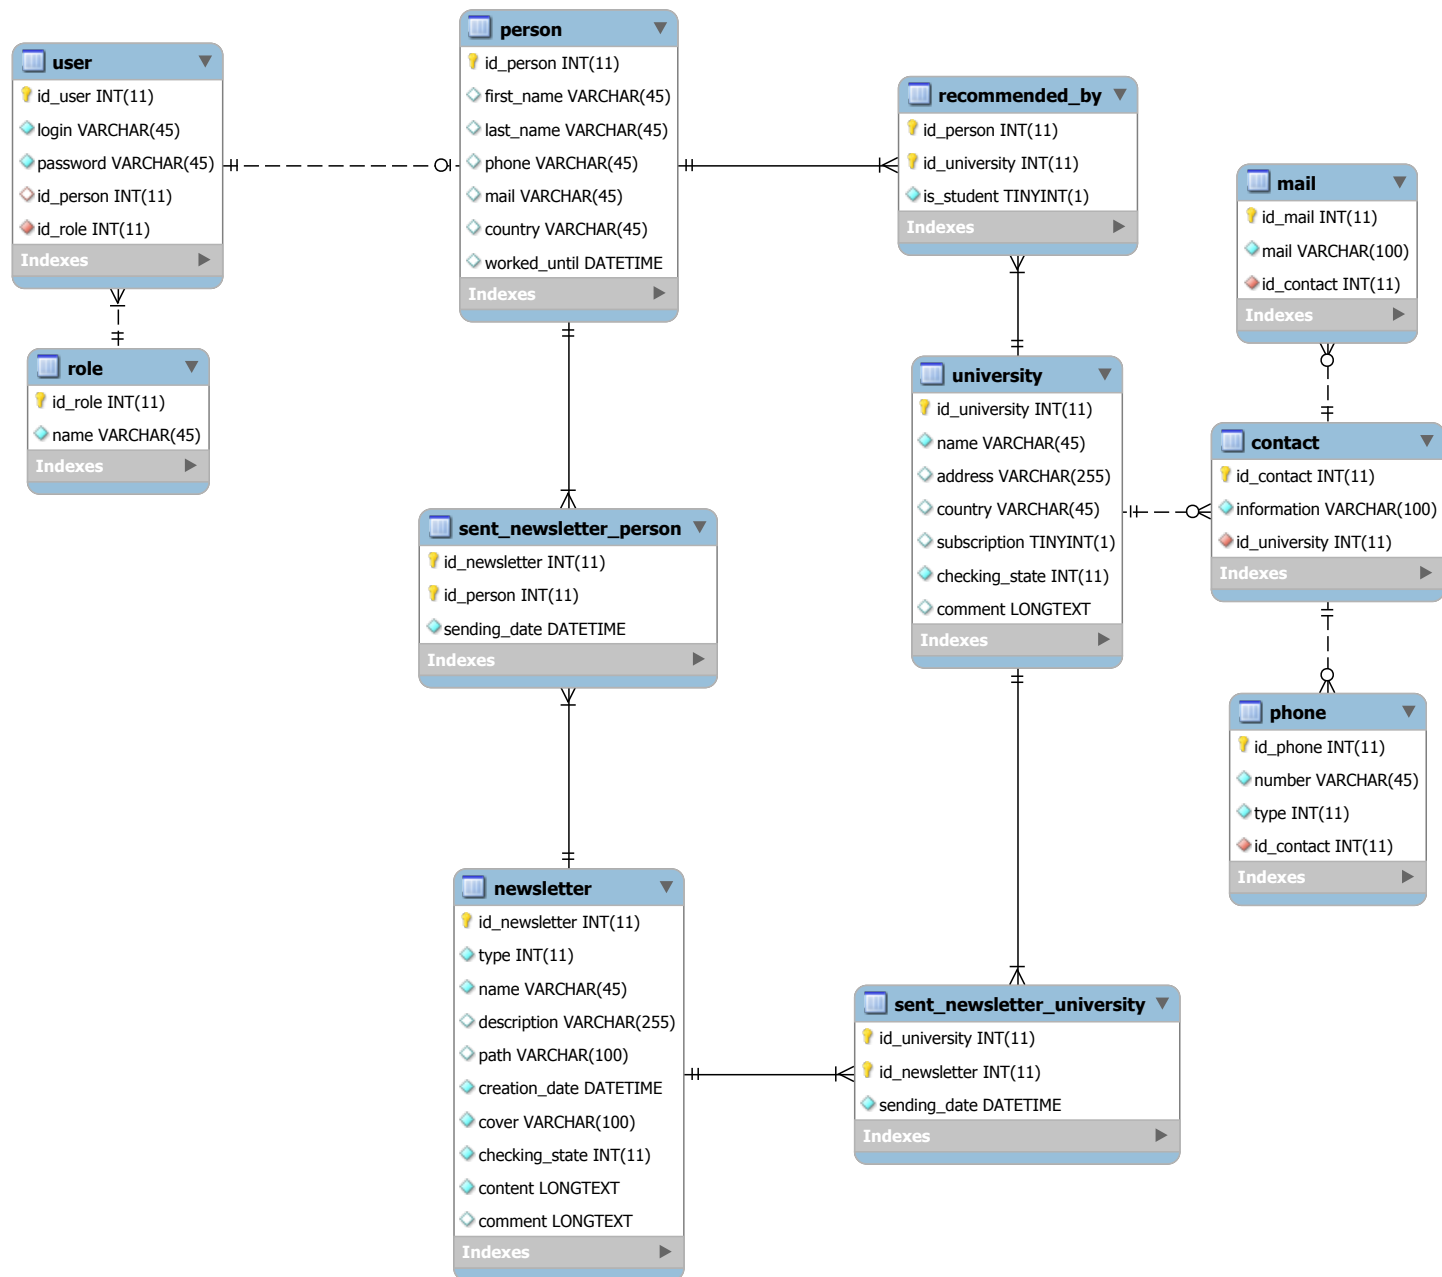 user
id_user INT(11)
login VARCHAR(45)
password VARCHAR(45)
id_person INT(11)
id_role INT(11)
Indexes
role
id_role INT(11)
name VARCHAR(45)
Indexes
person
id_person INT(11)
first_name VARCHAR(45)
last_name VARCHAR(45)
phone VARCHAR(45)
mail VARCHAR(45)
country VARCHAR(45)
worked_until DATETIME
Indexes
recommended_by
id_person INT(11)
id_university INT(11)
is_student TINYINT(1)
Indexes
mail
id_mail INT(11)
mail VARCHAR(100)
id_contact INT(11)
Indexes
university
id_university INT(11)
name VARCHAR(45)
address VARCHAR(255)
country VARCHAR(45)
subscription TINYINT(1)
checking_state INT(11)
comment LONGTEXT
Indexes
contact
id_contact INT(11)
information VARCHAR(100)
id_university INT(11)
Indexes
sent_newsletter_person
id_newsletter INT(11)
id_person INT(11)
sending_date DATETIME
Indexes
phone
id_phone INT(11)
number VARCHAR(45)
type INT(11)
id_contact INT(11)
Indexes
newsletter
id_newsletter INT(11)
type INT(11)
name VARCHAR(45)
description VARCHAR(255)
path VARCHAR(100)
creation_date DATETIME
cover VARCHAR(100)
checking_state INT(11)
content LONGTEXT
comment LONGTEXT
Indexes
sent_newsletter_university
id_university INT(11)
id_newsletter INT(11)
sending_date DATETIME
Indexes